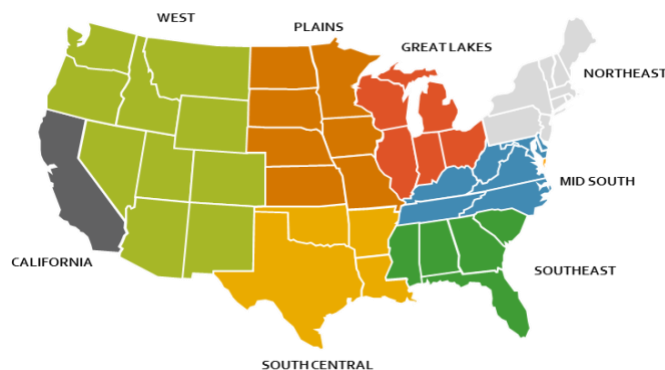 WEST
PLAINS
GREAT LAKES
NORTHEAST
MID SOUTH
CALIFORNIA
SOUTHEAST
SOUTH CENTRAL